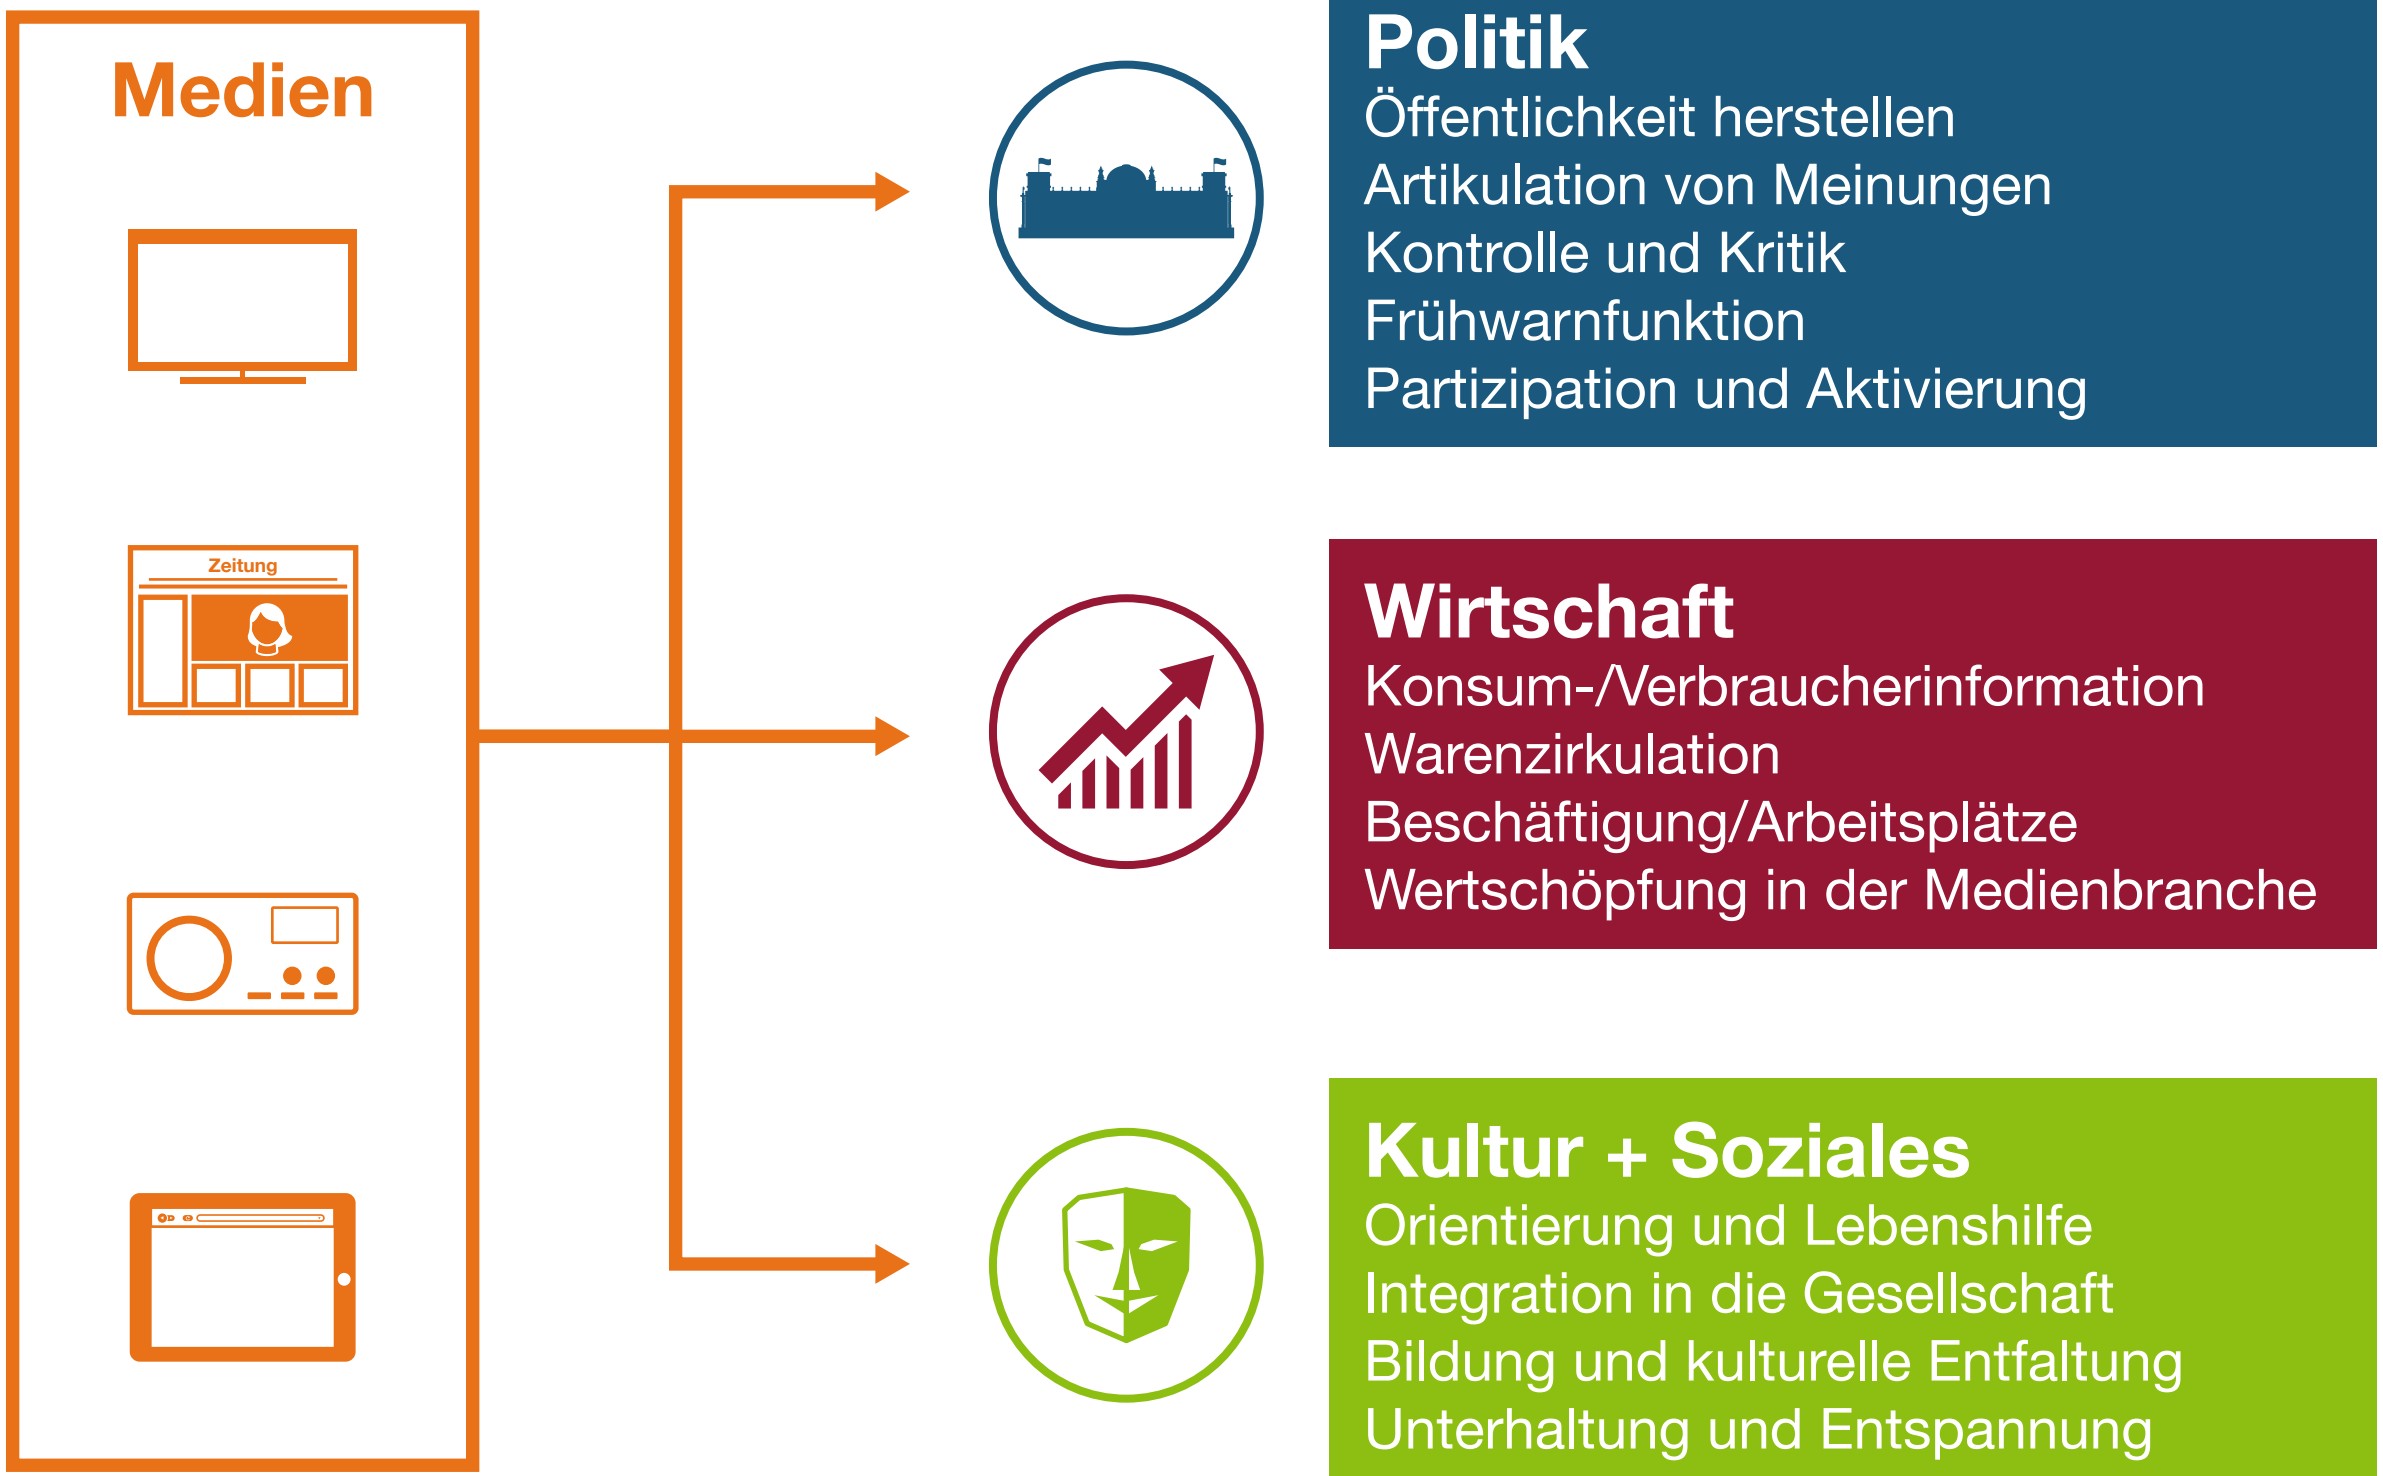 Medien
Zeitung
Politik
Öffentlichkeit herstellen
Artikulation von Meinungen
Kontrolle und Kritik
Frühwarnfunktion
Partizipation und Aktivierung
Wirtschaft
Konsum-/Verbraucherinformation
Warenzirkulation
Beschäftigung/Arbeitsplätze
Wertschöpfung in der Medienbranche
Kultur + Soziales
Orientierung und Lebenshilfe
Integration in die Gesellschaft
Bildung und kulturelle Entfaltung
Unterhaltung und Entspannung